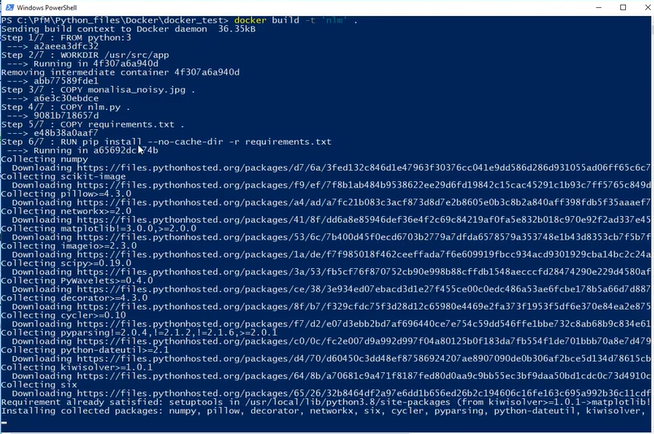 Windows PowerShell
PS C:\PfM\Python_files\Docker\docker_test> docker build -t 'nlm' .
Sending build context to Docker daemon  36.35kB
Step 1/7 : FROM python:3
 ---> a2aeea3dfc32
Step 2/7 : WORKDIR /usr/src/app
 ---> Running in 4f307a6a940d
Removing intermediate container 4f307a6a940d
 ---> abb77589fde1
Step 3/7 : COPY monalisa_noisy.jpg .
 ---> a6e3c30ebdce
Step 4/7 : COPY nlm.py .
 ---> 9081b718657d
Step 5/7 : COPY requirements.txt .
 ---> e48b38a0aaf7
Step 6/7 : RUN pip install --no-cache-dir -r requirements.txt
 ---> Running in
Collecting numpy
  Downloading https://files.pythonhosted.org/packages/d7/6a/3fed132c846d1e47963f30376cc041e9dd586d286d931055ad06ff65c6c7
Collecting scikit-image
  Downloading https://files.pythonhosted.org/packages/f9/ef/7f8b1ab484b9538622ee29d6fd19842c15cac45291c1b93c7ff5765c849d
Collecting pillow>=4.3.0
  Downloading https://files.pythonhosted.org/packages/a4/ad/a7fc21b083c3acf873d8d7e2b8605e0b3c8b2a840aff398fdb5f35aaaef7
Collecting networkx>=2.0
  Downloading https://files.pythonhosted.org/packages/41/8f/dd6a8e85946def36e4f2c69c84219af0fa5e832b018c970e92f2ad337e45
Collecting matplotlib!=3.0.0,>=2.0.0
  Downloading https://files.pythonhosted.org/packages/53/6c/7b400d45f0ecd6703b2779a7dfa6578579a353748e1b43d8353cb7f5b7f
Collecting imageio>=2.3.0
  Downloading https://files.pythonhosted.org/packages/1a/de/f7f985018f462ceeffada7f6e609919fbcc934acd9301929cba14bc2c24a
Collecting scipy>=0.19.0
  Downloading https://files.pythonhosted.org/packages/3a/53/fb5cf76f870752cb90e998b88cffdb1548aecccfd28474290e229d4580af
Collecting PyWavelets>=0.4.0
  Downloading https://files.pythonhosted.org/packages/ce/38/3e934ed07ebacd3d1e27f455ce00c0edc486a53ae6fcbe178b5a66d7d887
Collecting decorator>=4.3.0
  Downloading https://files.pythonhosted.org/packages/8f/b7/f329cfdc75f3d28d12c65980e4469e2fa373f1953f5df6e370e84ea2e875
Collecting cycler>=0.10
  Downloading https://files.pythonhosted.org/packages/f7/d2/e07d3ebb2bd7af696440ce7e754c59dd546ffe1bbe732c8ab68b9c834e61
Collecting pyparsing!=2.0.4,!=2.1.2,!=2.1.6,>=2.0.1
  Downloading https://files.pythonhosted.org/packages/c0/0c/fc2e007d9a992d997f04a80125b0f183da7fb554f1de701bbb70a8e7d479
Collecting python-dateutil>=2.1
  Downloading https://files.pythonhosted.org/packages/d4/70/d60450c3dd48ef87586924207ae8907090de0b306af2bce5d134d78615cb
Collecting kiwisolver>=1.0.1
  Downloading https://files.pythonhosted.org/packages/64/8b/a70681c9a471f8187fed80d0aa9c9bb55ec3bf9daa50bd1cdc0c73d4910c
Collecting six
  Downloading https://files.pythonhosted.org/packages/65/26/32b8464df2a97e6dd1b656ed26b2c194606c16fe163c695a992b36c11cdf
Requirement already satisfied: setuptools in /usr/local/lib/python3.8/site-packages (from kiwisolver>=1.0.1->matplotlib!
Installing collected packages: numpy, pillow, decorator, networkx, six, cycler, pyparsing, python-dateutil, kiwisolver,